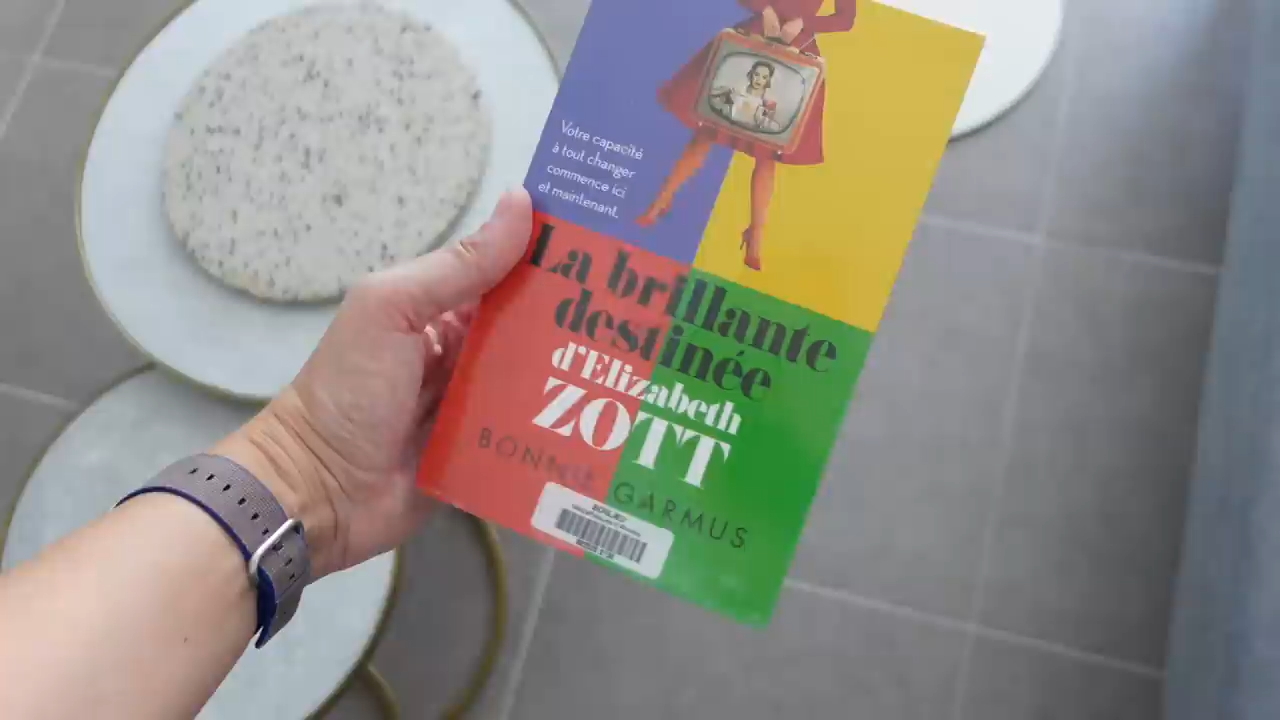 Votre capacité
à tout changer
commence ici
et maintenant.
La brillante
destinée
d'Elizabeth
ZOTT
BONNIE GARMUS